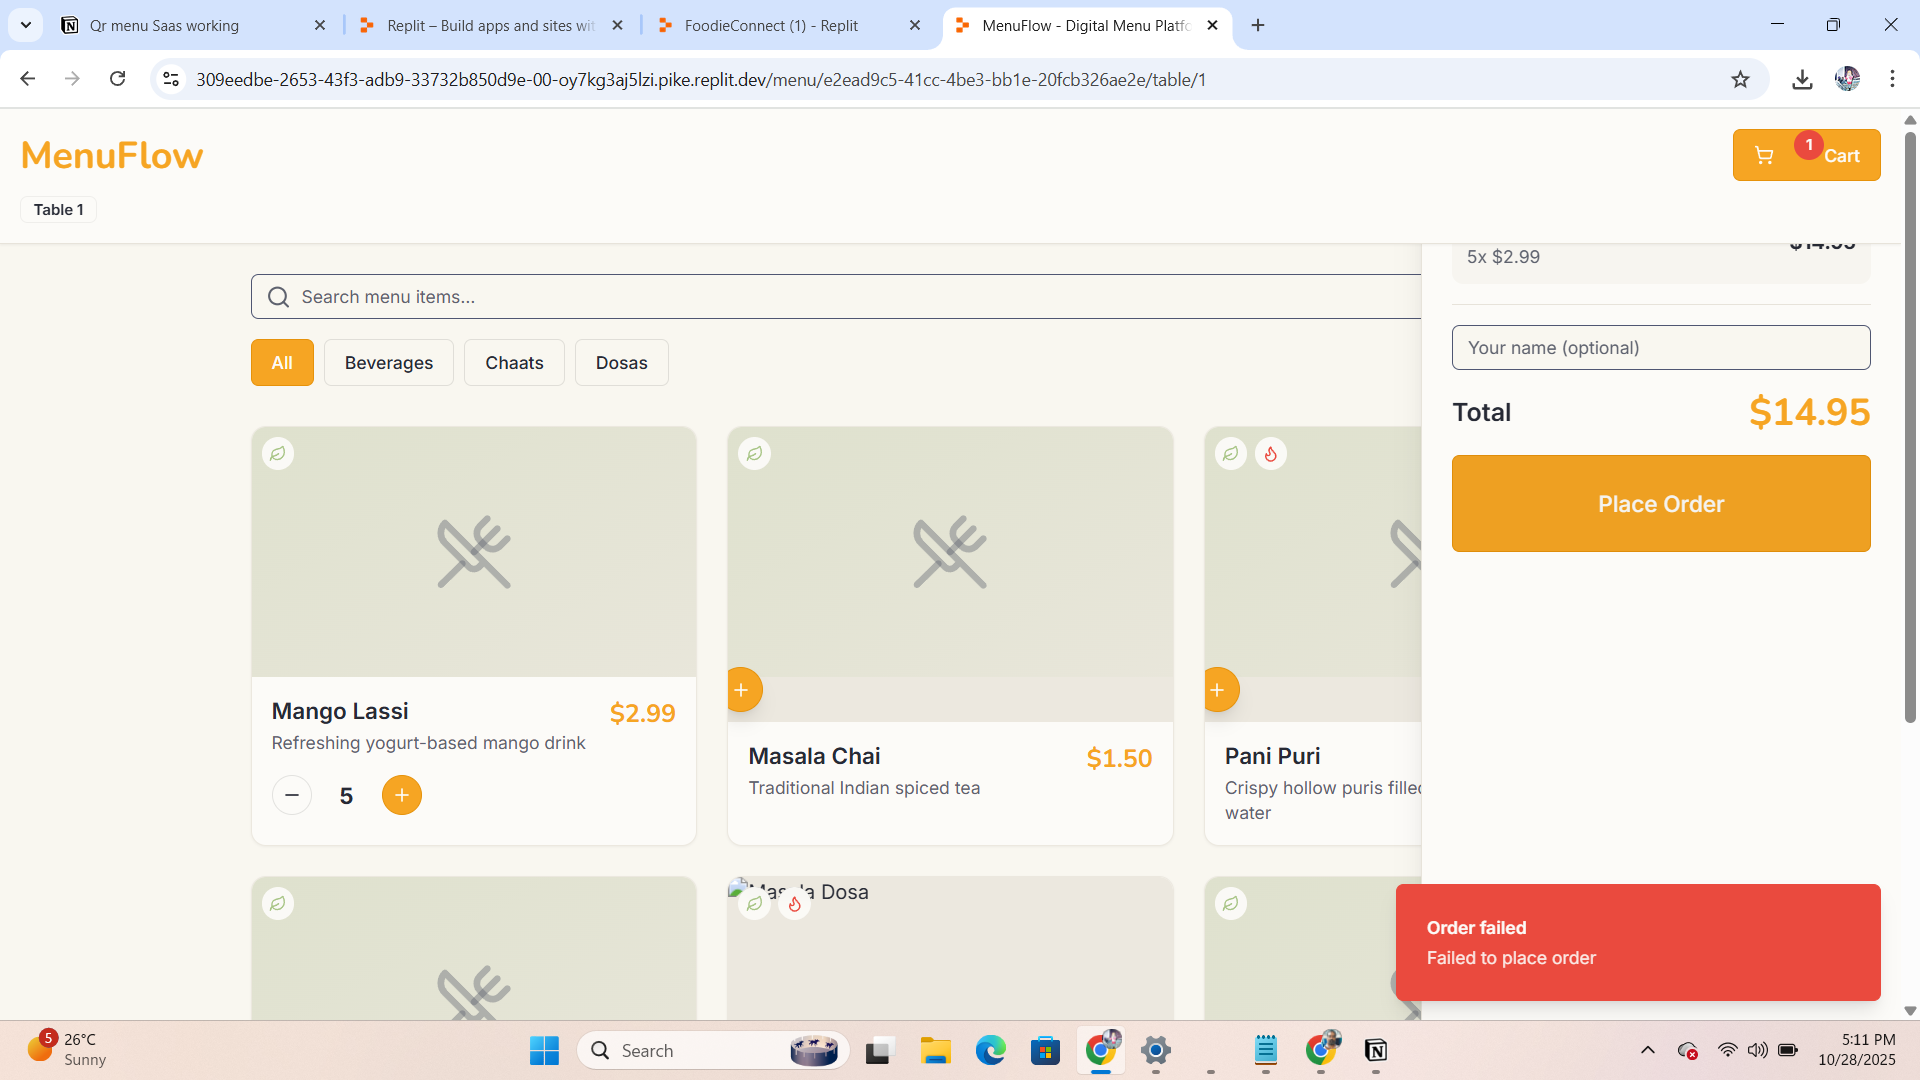 Qr menu Saas working
Replit – Build apps and sites wit
FoodieConnect (1) - Replit
MenuFlow - Digital Menu Platfo
309eedbe-2653-43f3-adb9-33732b850d9e-00-oy7kg3aj5lzi.pike.replit.dev/menu/e2ead9c5-41cc-4be3-bb1e-20fcb326ae2e/table/1
MenuFlow
1
Cart
Table 1
$14.95
5x $2.99
Search menu items...
Your name (optional)
All
Beverages
Chaats
Dosas
Total
$14.95
Place Order
Mango Lassi
$2.99
Refreshing yogurt-based mango drink
5
Masala Chai
$1.50
Traditional Indian spiced tea
Pani Puri
Crispy hollow puris filled
water
Masala Dosa
Order failed
Failed to place order
5
26°C
Sunny
Search
5:11 PM
10/28/2025